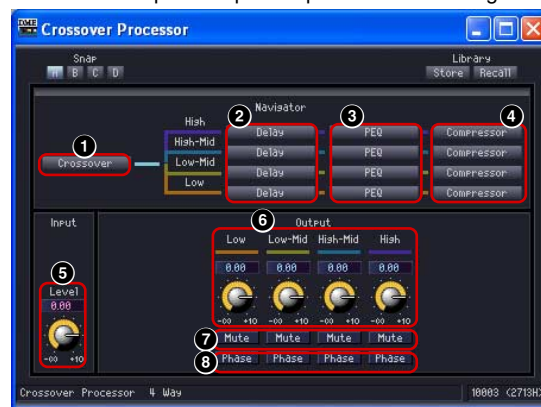 DME Crossover Processor
Snap
Library
A B C D
Store Recall
Navigator
2 3 4
1
High
Delay PEQ Compressor
High-Mid
Delay PEQ Compressor
Crossover
Low-Mid
Delay PEQ Compressor
Low
Delay PEQ Compressor
Input
Output
6
Low Low-Mid High-Mid High
5
Level
0.00
0.00 0.00 0.00 0.00
-∞ +10 -∞ +10 -∞ +10 -∞ +10
-∞ +10
7 Mute Mute Mute Mute
8 Phase Phase Phase Phase
Crossover Processor 4 Way
10003 (2713H)